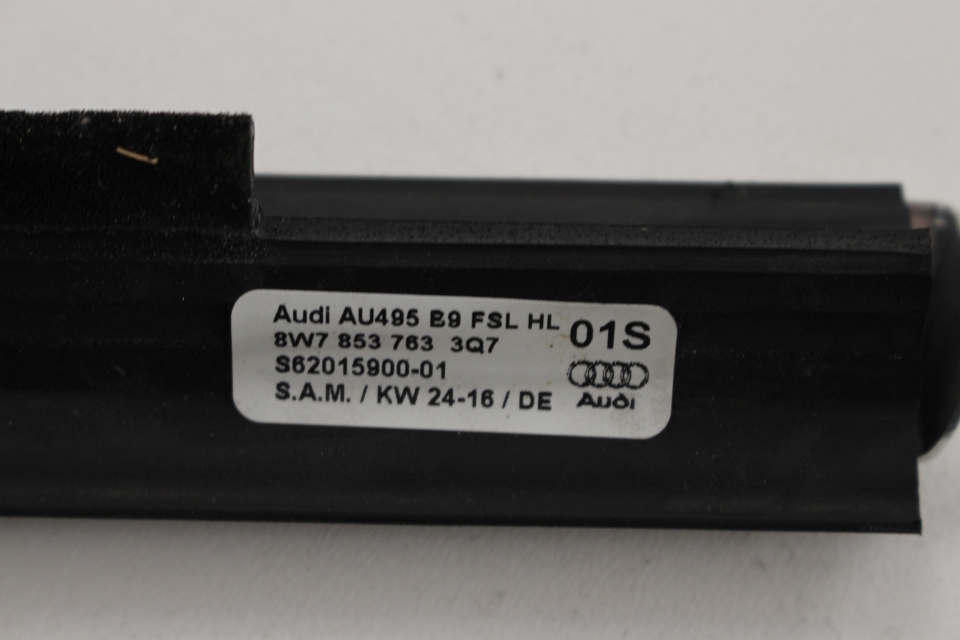 Audi AU495 B9 FSL HL
01S
8W7 853 763 3Q7
S62015900-01
S.A.M. / KW 24-16 / DE
Audi